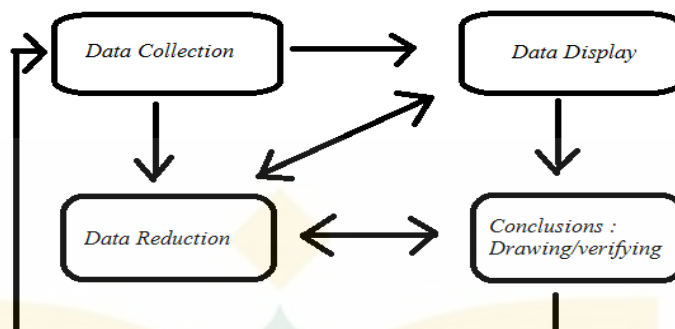 Data Collection
Data Display
Data Reduction
Conclusions :
Drawing/verifying